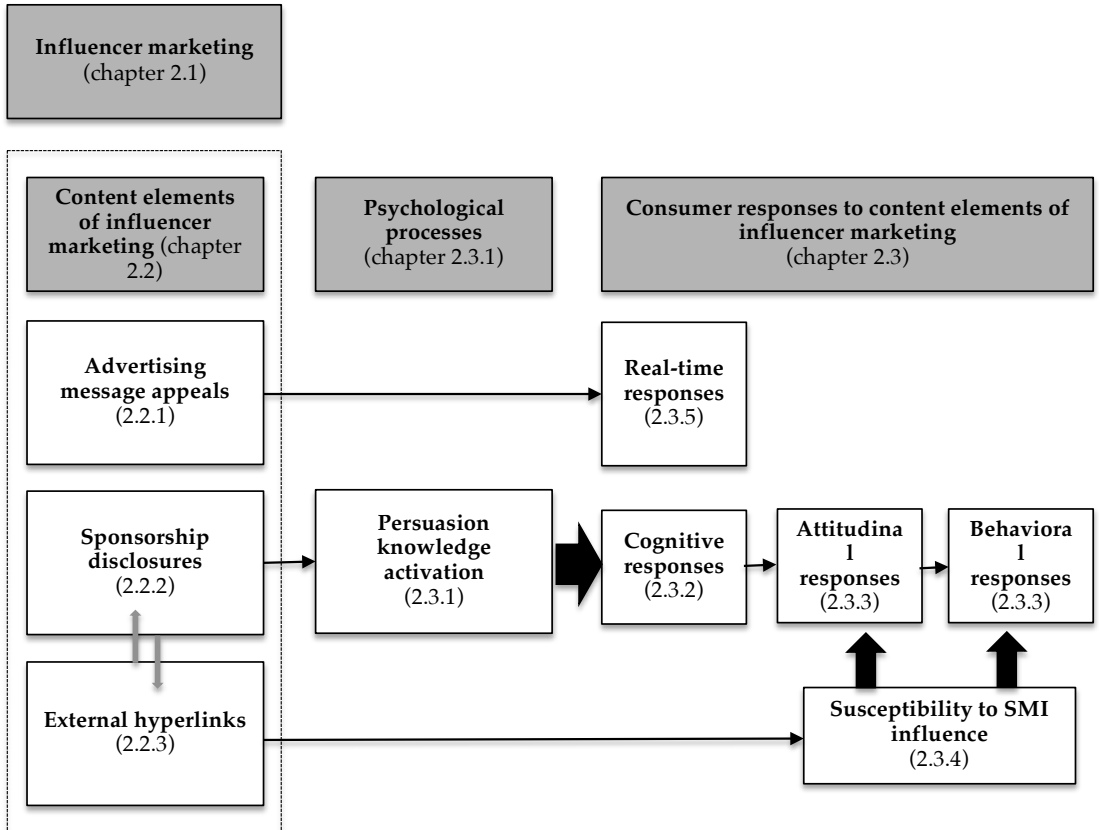 Influencer marketing
(chapter 2.1)
Content elements
of influencer
marketing (chapter
2.2)
Psychological
processes
(chapter 2.3.1)
Consumer responses to content elements of
influencer marketing
(chapter 2.3)
Advertising
message appeals
(2.2.1)
Real-time
responses
(2.3.5)
Sponsorship
disclosures
(2.2.2)
Persuasion
knowledge
activation
(2.3.1)
Cognitive
responses
(2.3.2)
Attitudina
l
responses
(2.3.3)
Behaviora
l
responses
(2.3.3)
External hyperlinks
(2.2.3)
Susceptibility to SMI
influence
(2.3.4)